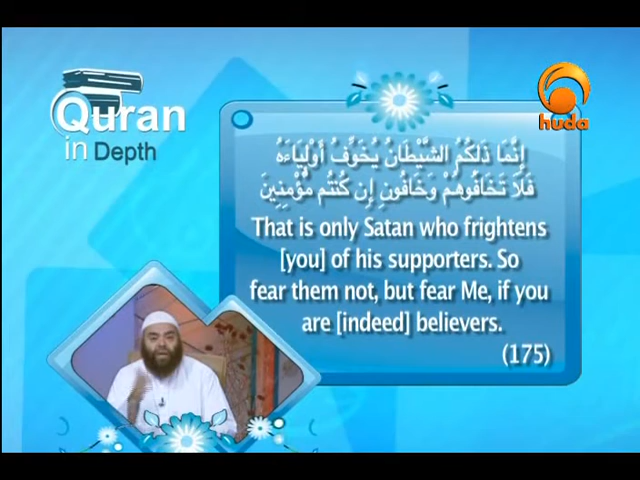 Quran
in Depth
huda
إِنَّمَا ذَلِكُمُ الشَّيْطَانُ يُخَوِّفُ أَوْلِيَاءَهُ
فَلَا تَخَافُوهُمْ وَخَافُونِ إِن كُنتُم مُّؤْمِنِينَ
That is only Satan who frightens
[you] of his supporters. So
fear them not, but fear Me, if you
are [indeed] believers.
(175)